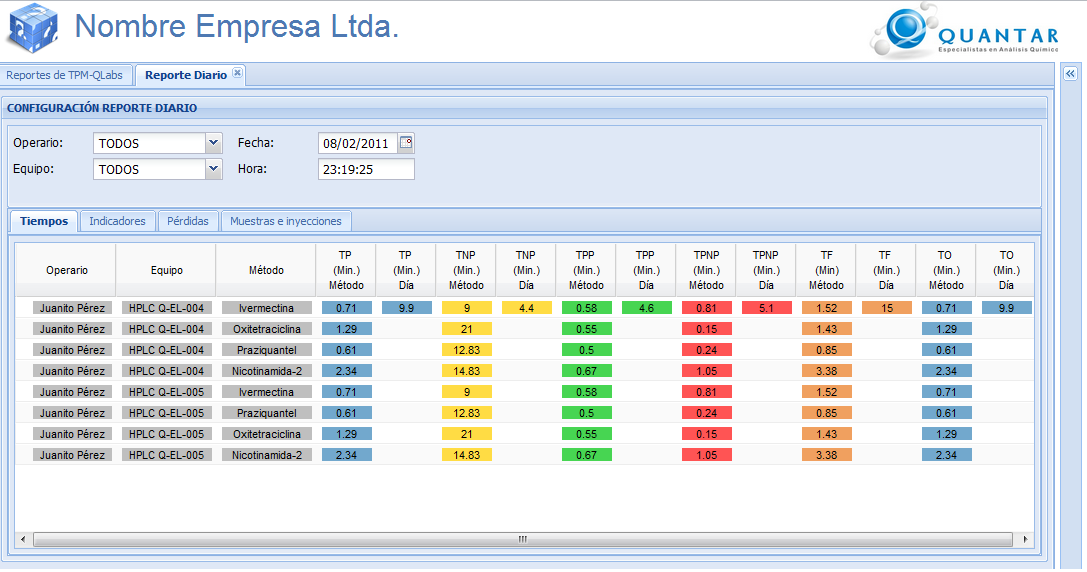 Nombre Empresa Ltda.
QUANTAR
Especialistas en Análisis Químico
Reportes de TPM-QLabs Reporte Diario
CONFIGURACIÓN REPORTE DIARIO
Operario: TODOS Fecha: 08/02/2011
Equipo: TODOS Hora: 23:19:25
Tiempos Indicadores Pérdidas Muestras e inyecciones
TP TP TNP TNP TPP TPP TPNP TPNP TF TF TO TO
Operario Equipo Método (Min.) (Min.) (Min.) (Min.) (Min.) (Min.) (Min.) (Min.) (Min) (Min.) (Min.) (Min.)
Método Día Método Día Método Día Método Día Método Día Método Día
Juanito Pérez HPLC Q-EL-004 Ivermectina 0.71 9.9 9 4.4 0.58 4.6 0.81 5.1 1.52 15 0.71 9.9
Juanito Pérez HPLC Q-EL-004 Oxitetraciclina 1.29 21 0.55 0.15 1.43 1.29
Juanito Pérez HPLC Q-EL-004 Praziquantel 0.61 12.83 0.5 0.24 0.85 0.61
Juanito Pérez HPLC Q-EL-004 Nicotinamida-2 2.34 14.83 0.67 1.05 3.38 2.34
Juanito Pérez HPLC Q-EL-005 Ivermectina 0.71 9 0.58 0.81 1.52 0.71
Juanito Pérez HPLC Q-EL-005 Praziquantel 0.61 12.83 0.5 0.24 0.85 0.61
Juanito Pérez HPLC Q-EL-005 Oxitetraciclina 1.29 21 0.55 0.15 1.43 1.29
Juanito Pérez HPLC Q-EL-005 Nicotinamida-2 2.34 14.83 0.67 1.05 3.38 2.34